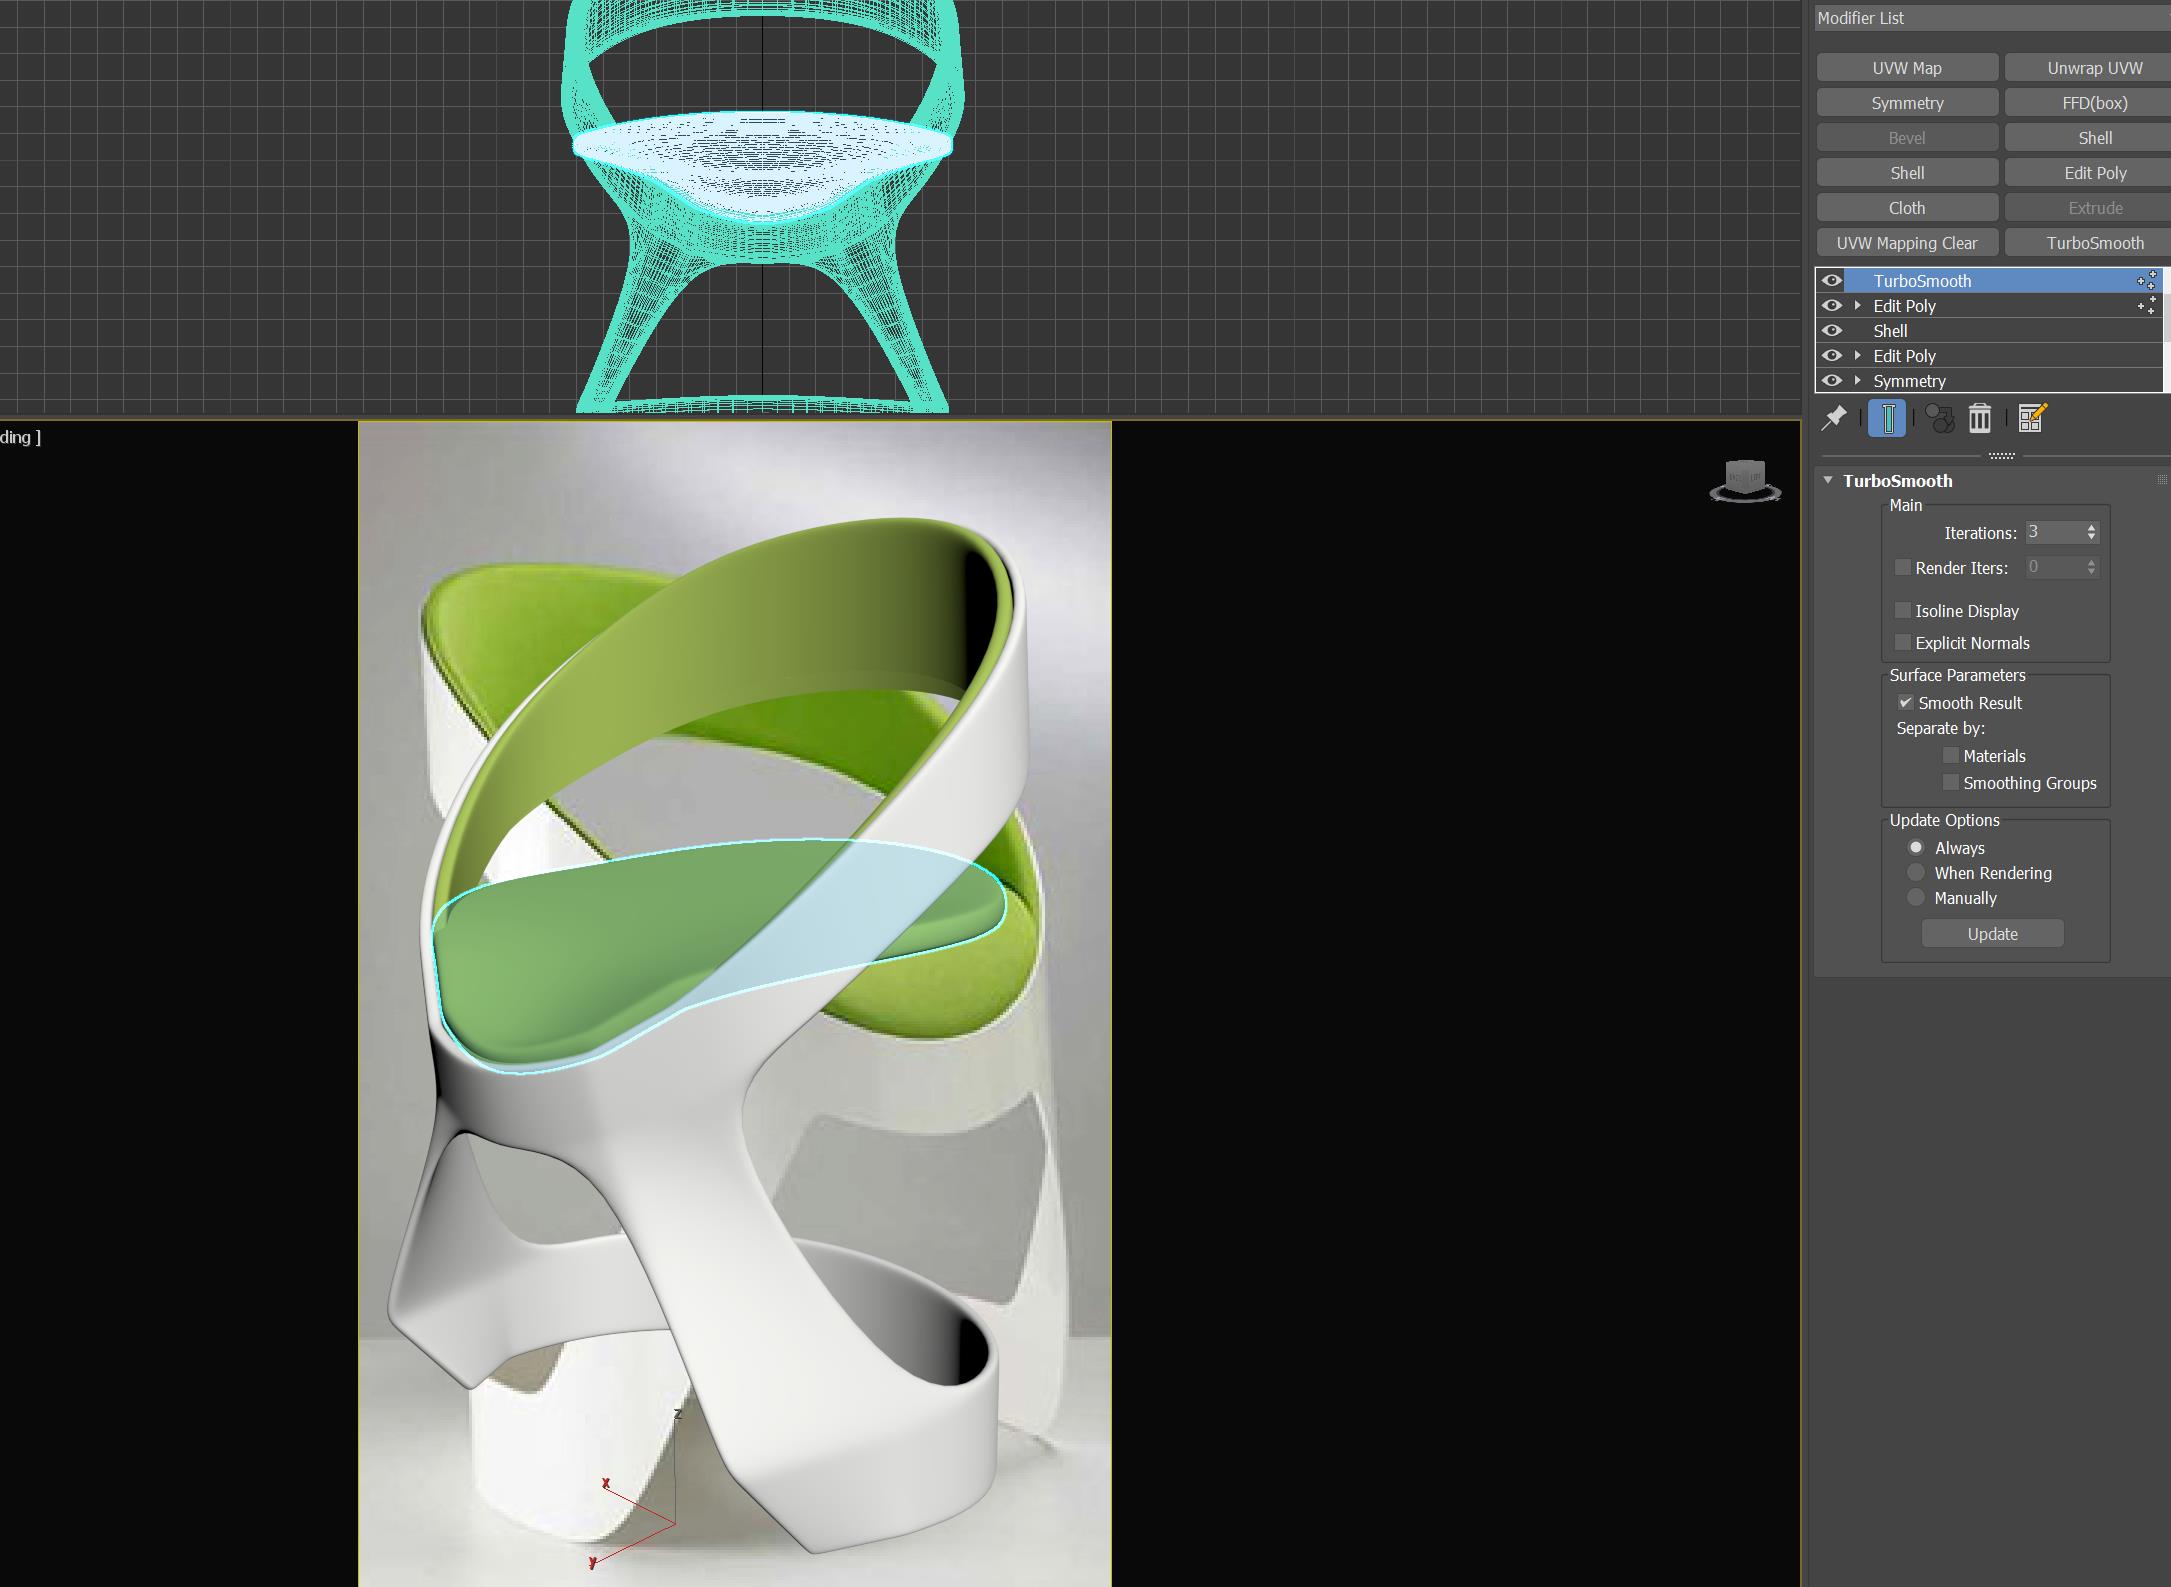 Modifier List
UVW Map
Unwrap UVW
Symmetry
FFD(box)
Bevel
Shell
Shell
Edit Poly
Cloth
Extrude
UVW Mapping Clear
TurboSmooth
TurboSmooth
Edit Poly
Shell
Edit Poly
Symmetry
ding ]
TurboSmooth
Main
Iterations: 3
Render Iters: 0
Isoline Display
Explicit Normals
Surface Parameters
Smooth Result
Separate by:
Materials
Smoothing Groups
Update Options
Always
When Rendering
Manually
Update
z
x
y